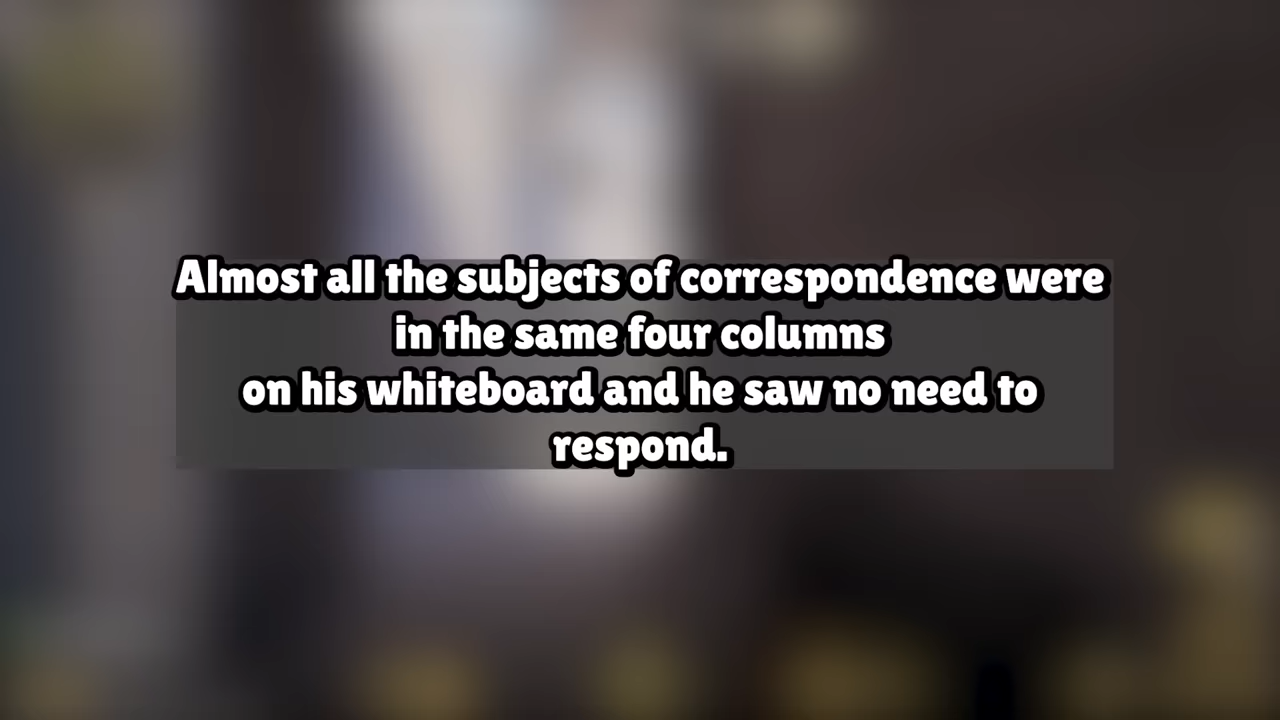 Almost all the subjects of correspondence were
in the same four columns
on his whiteboard and he saw no need to
respond.